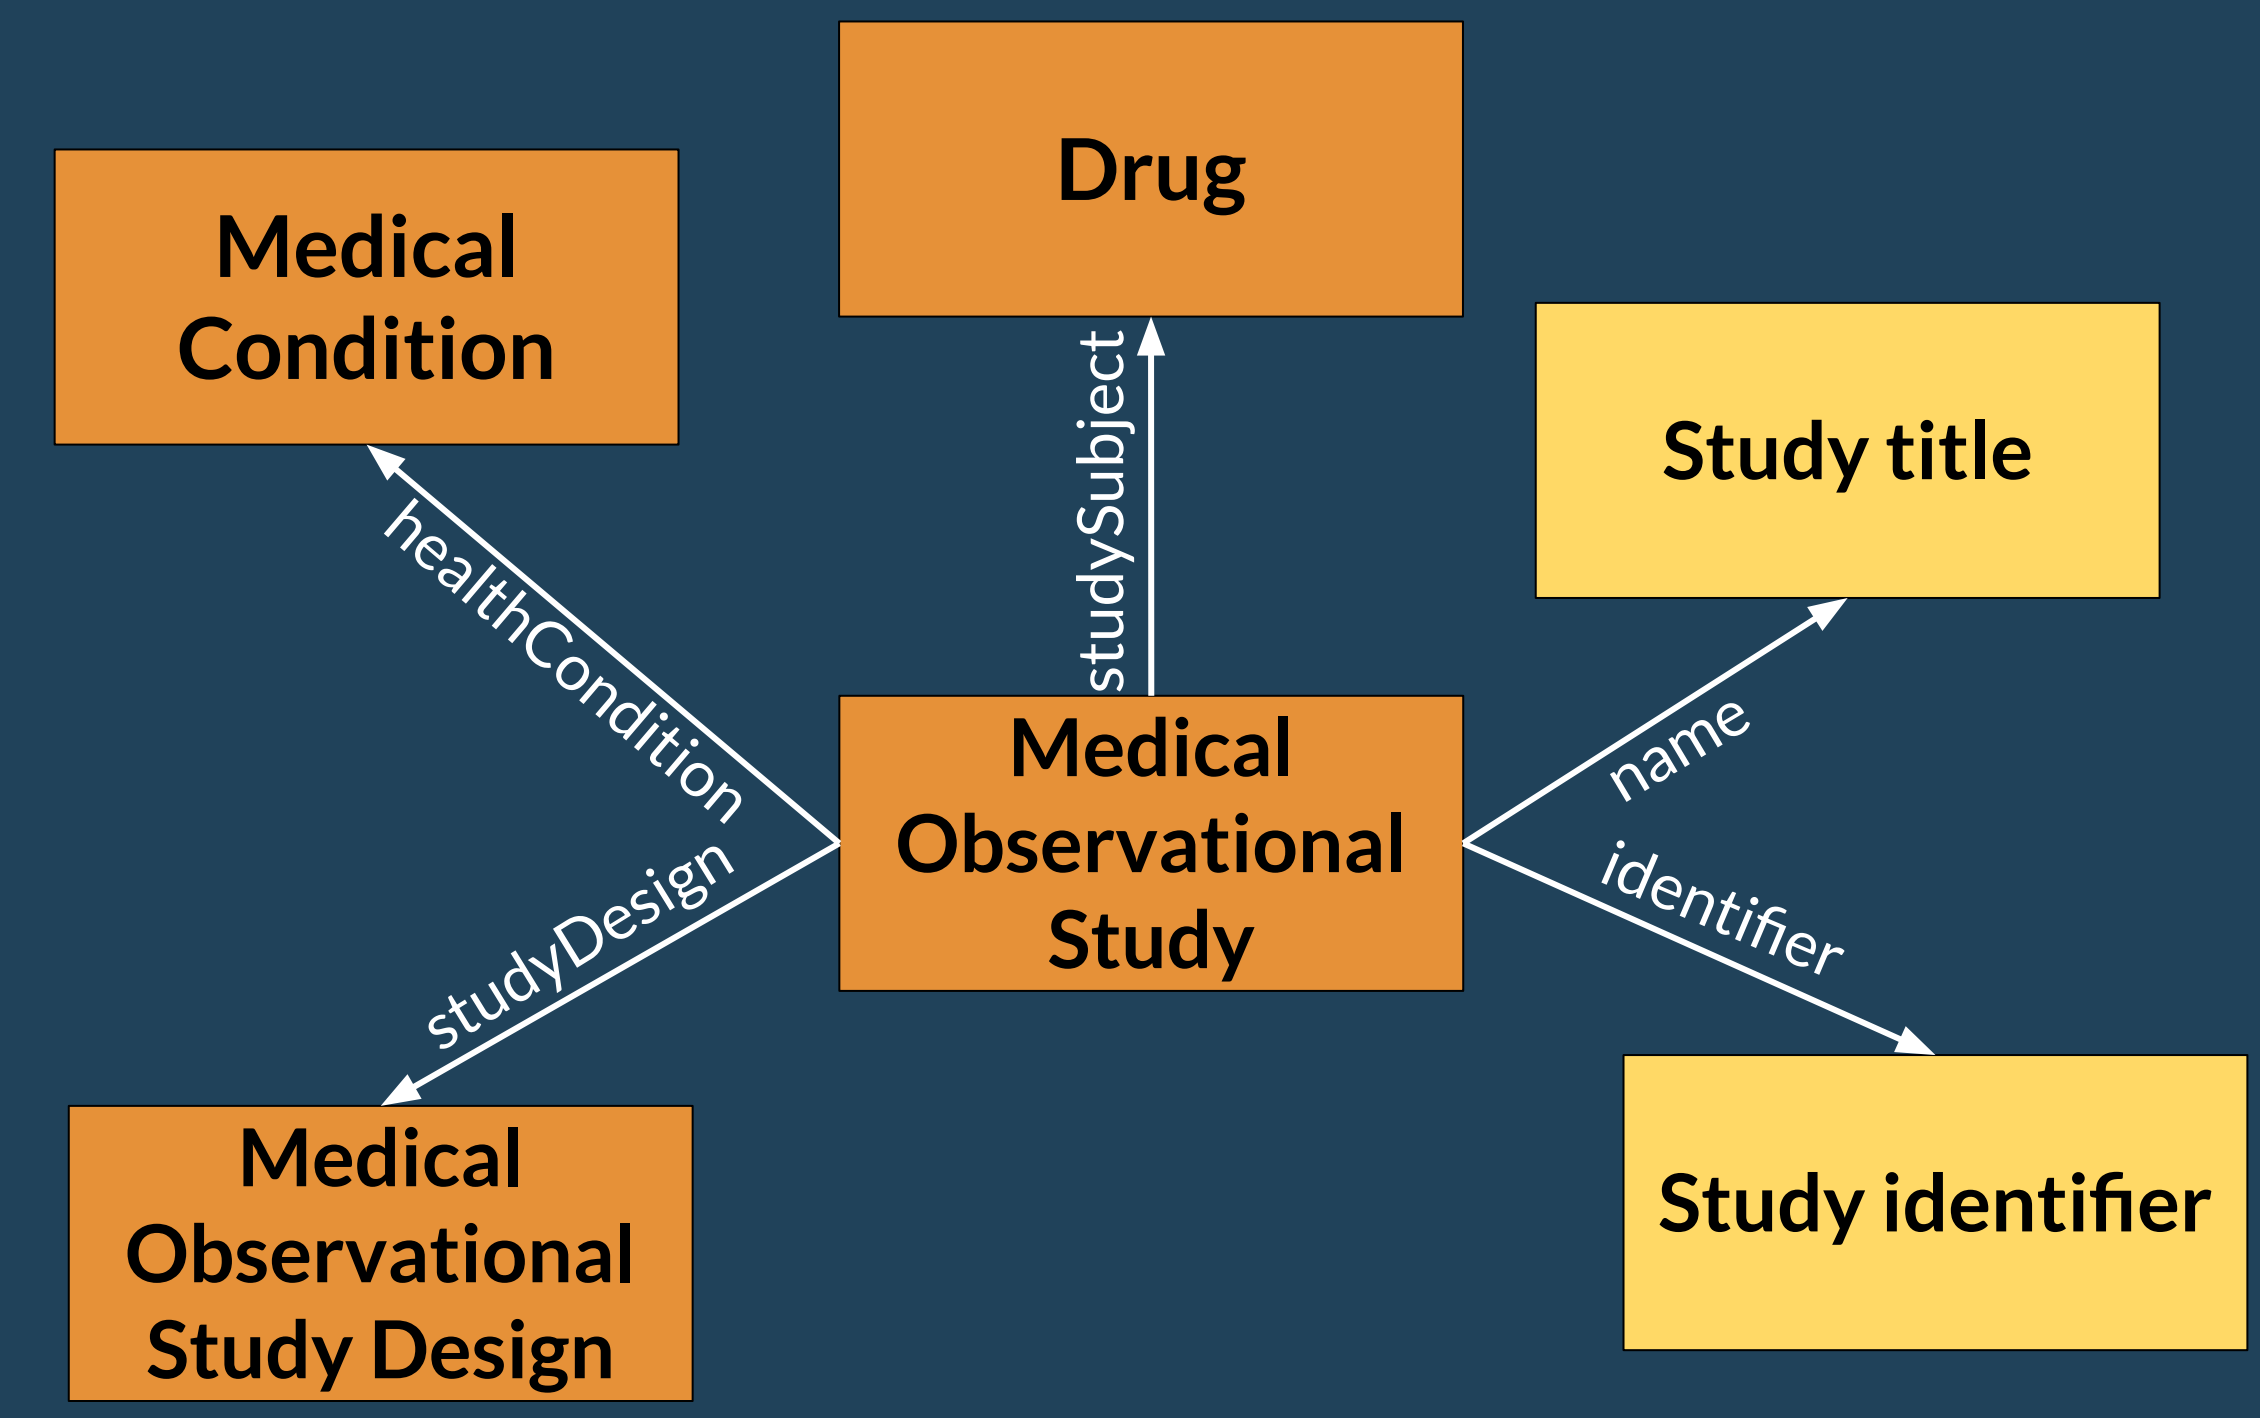 Drug
Medical
Condition
Study title
studySubject
healthCondition
name
Medical
Observational
Study
identifier
studyDesign
Medical
Observational
Study Design
Study identifier